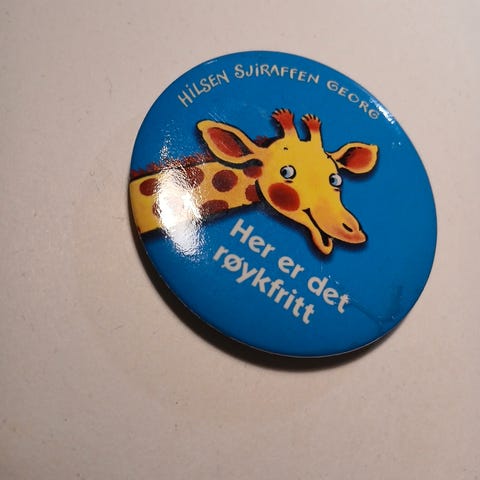 HILSEN SJIRAFFEN GEORG
Her er det
røykfritt